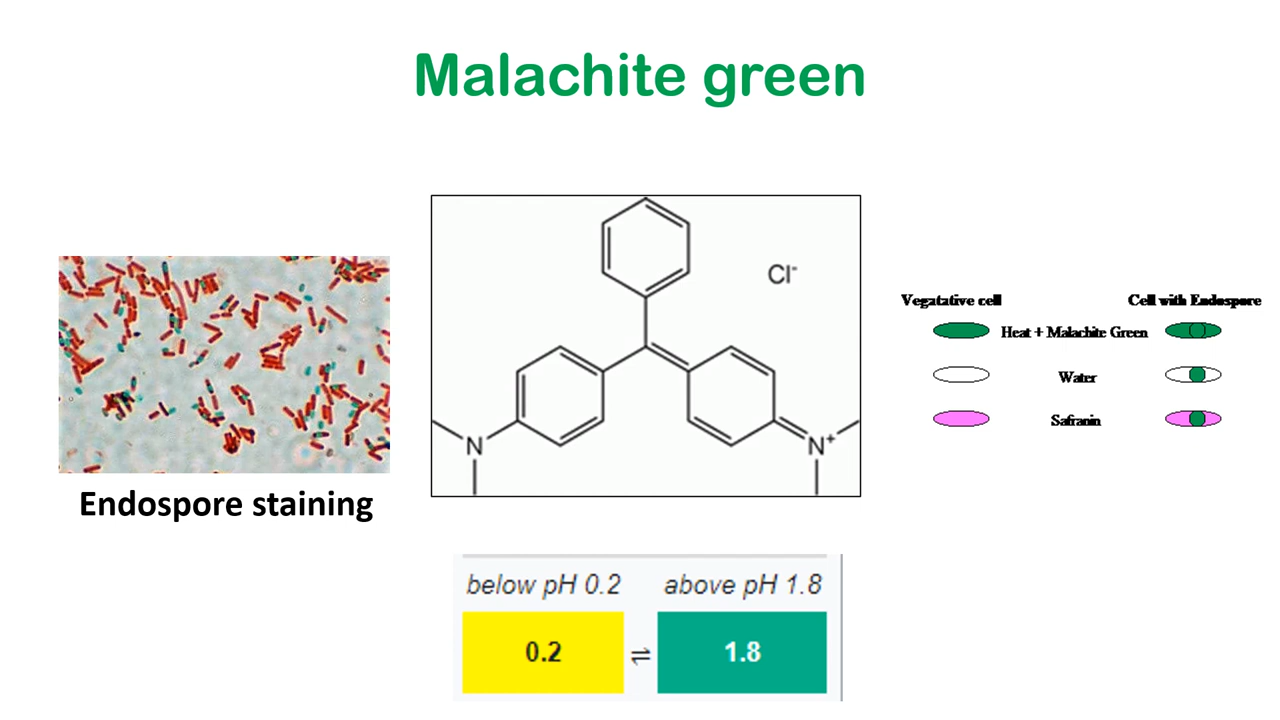 Malachite green
Endospore staining
Cl⁻
N
N⁺
Vegatative cell
Cell with Endospore
Heat + Malachite Green
Water
Safranin
below pH 0.2
above pH 1.8
0.2
⇌
1.8